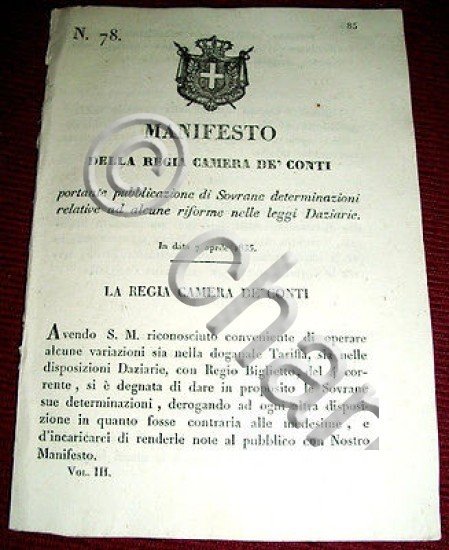 N. 78.
85
MANIFESTO
DELLA REGIA CAMERA DE' CONTI
portante pubblicazione di Sovrane determinazioni
relative ad alcune riforme nelle leggi Daziarie.
In data 7 aprile 1835.
LA REGIA CAMERA DE' CONTI
Avendo S. M. riconosciuto conveniente di operare
alcune variazioni sia nella doganale Tariffa, sia nelle
disposizioni Daziarie, con Regio Biglietto del cor-
rente, si è degnata di dare in proposito le Sovrane
sue determinazioni, derogando ad ogni altra disposi-
zione in quanto fosse contraria alle medesime, e
d'incaricarci di renderle note al pubblico con Nostro
Manifesto.
VOL. III.
©